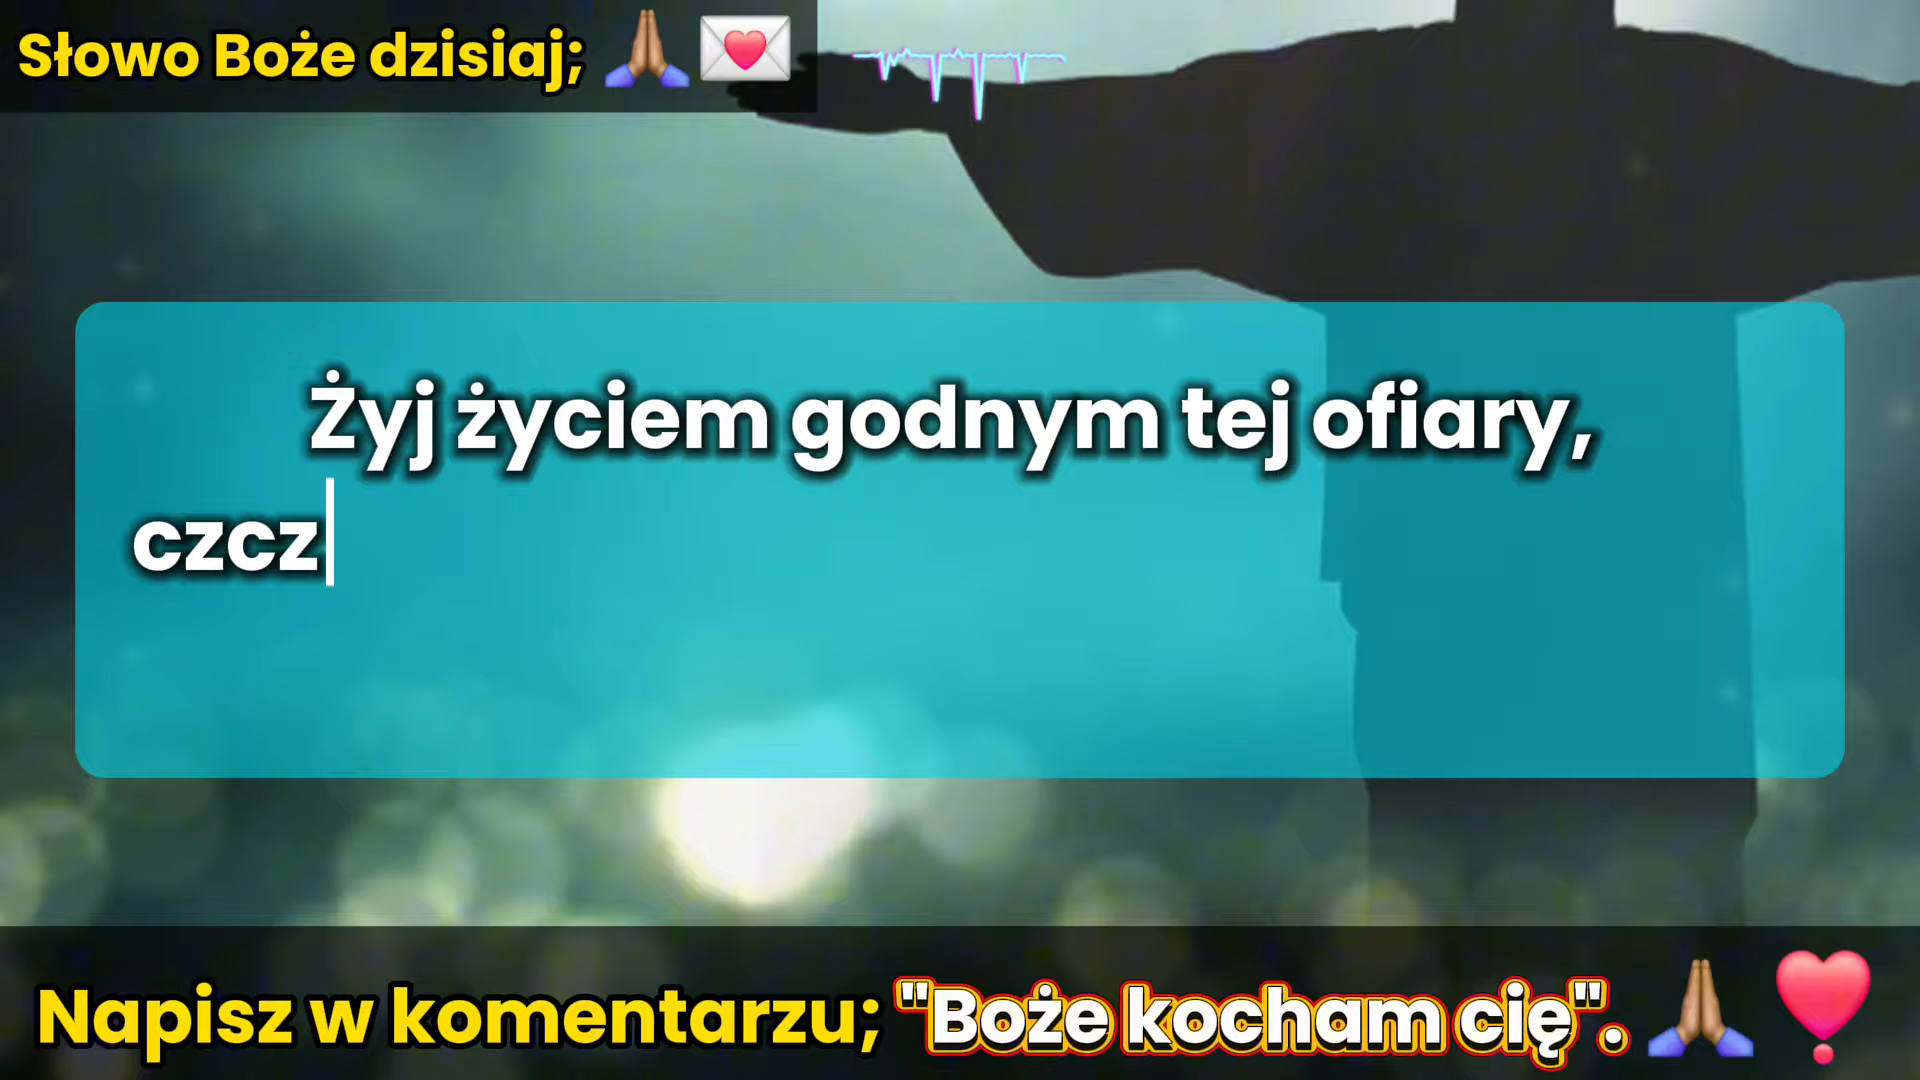 Słowo Boże dzisiaj; 🙏🏽 💌
Żyj życiem godnym tej ofiary,
czcz
Napisz w komentarzu; "Boże kocham cię". 🙏🏽 ❣️